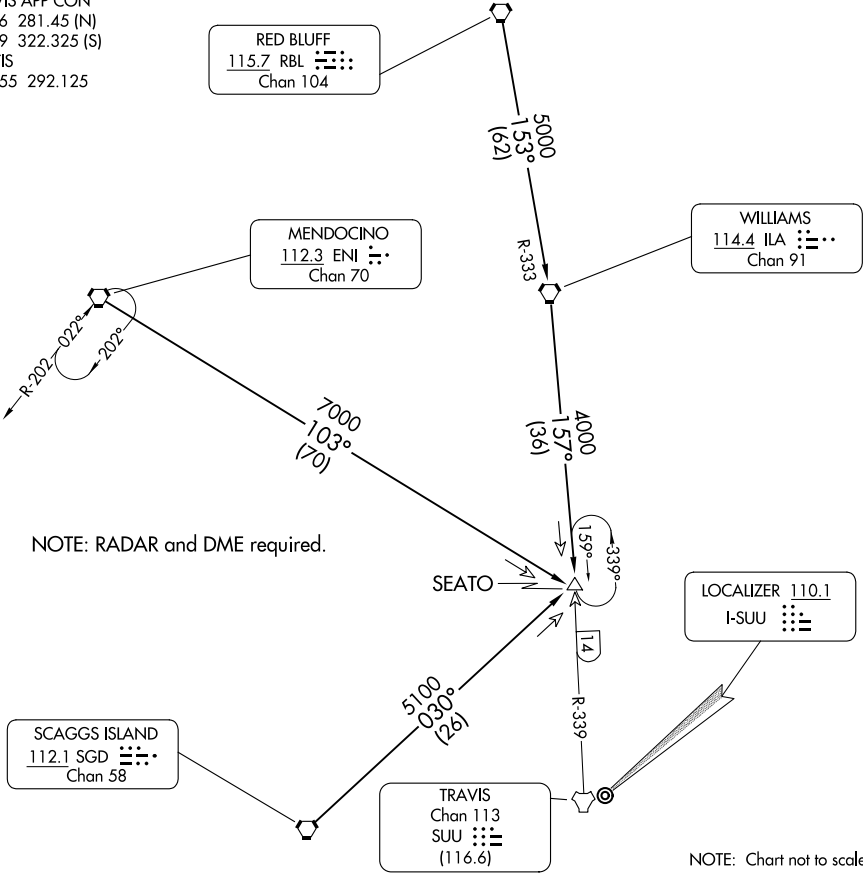 RED BLUFF
115.7 RBL
Chan 104
6 281.45 (N)
9 322.325 (S)
55 292.125
5000
153°
(62)
R-333
MENDOCINO
112.3 ENI
Chan 70
WILLIAMS
114.4 ILA
Chan 91
R-202
022°
202°
7000
103°
(70)
4000
157°
(36)
NOTE: RADAR and DME required.
159°
339°
SEATO
LOCALIZER 110.1
I-SUU
14
R-339
5100
030°
(26)
SCAGGS ISLAND
112.1 SGD
Chan 58
TRAVIS
Chan 113
SUU
(116.6)
NOTE: Chart not to scale